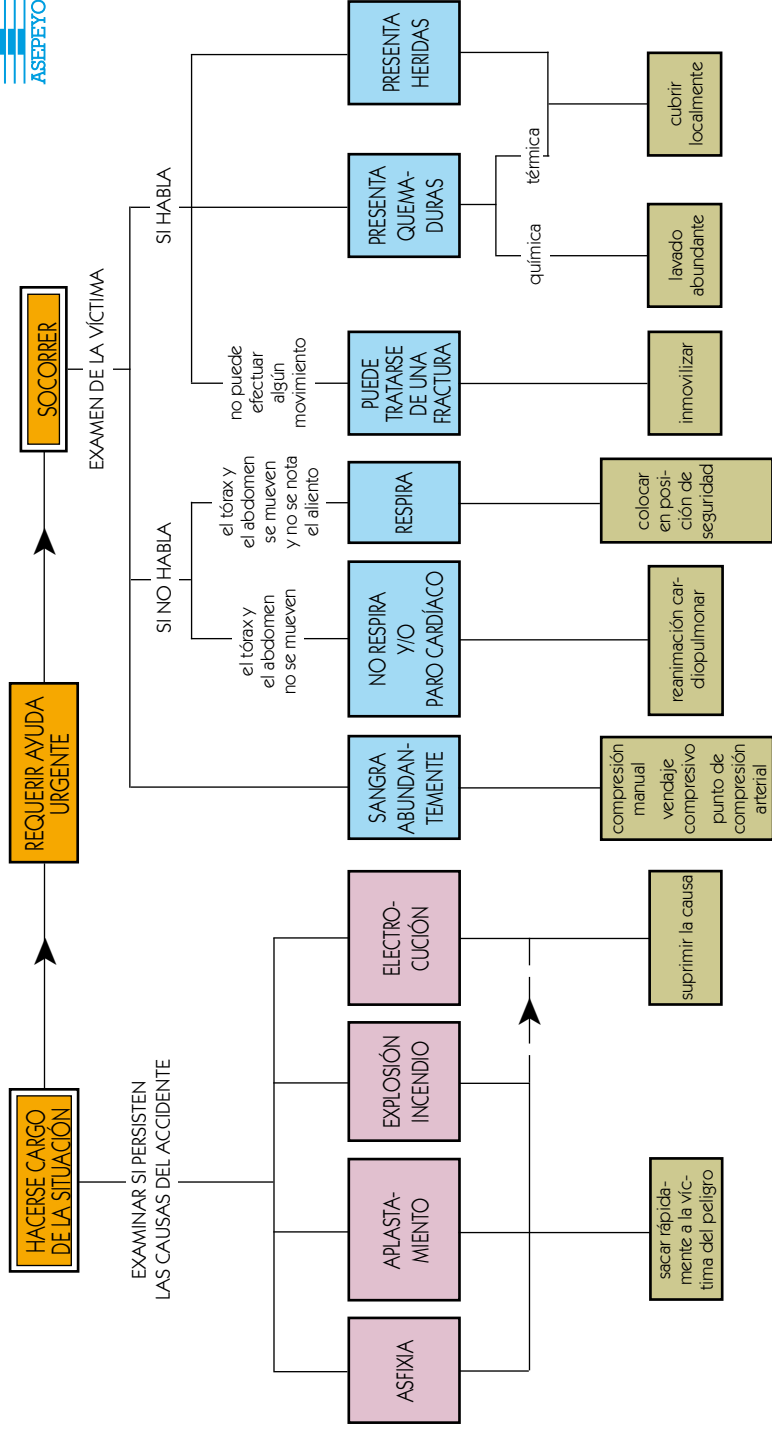 ASEPEYO
HACERSE CARGO
DE LA SITUACIÓN
REQUERIR AYUDA
URGENTE
SOCORRER
EXAMINAR SI PERSISTEN
LAS CAUSAS DEL ACCIDENTE
EXAMEN DE LA VÍCTIMA
SI NO HABLA
SI HABLA
el tórax y
el abdomen
no se mueven
el tórax y
el abdomen
se mueven
y no se nota
el aliento
no puede
efectuar
algún
movimiento
ASFIXIA
APLASTA-
MIENTO
EXPLOSIÓN
INCENDIO
ELECTRO-
CUCIÓN
SANGRA
ABUNDAN-
TEMENTE
NO RESPIRA
Y/O
PARO CARDÍACO
RESPIRA
PUEDE
TRATARSE
DE UNA
FRACTURA
PRESENTA
QUEMA-
DURAS
PRESENTA
HERIDAS
química
térmica
sacar rápida-
mente a la víc-
tima del peligro
suprimir la causa
compresión
manual
vendaje
compresivo
punto de
compresión
arterial
reanimación car-
diopulmonar
colocar
en posi-
ción de
seguridad
inmovilizar
lavado
abundante
cubrir
localmente